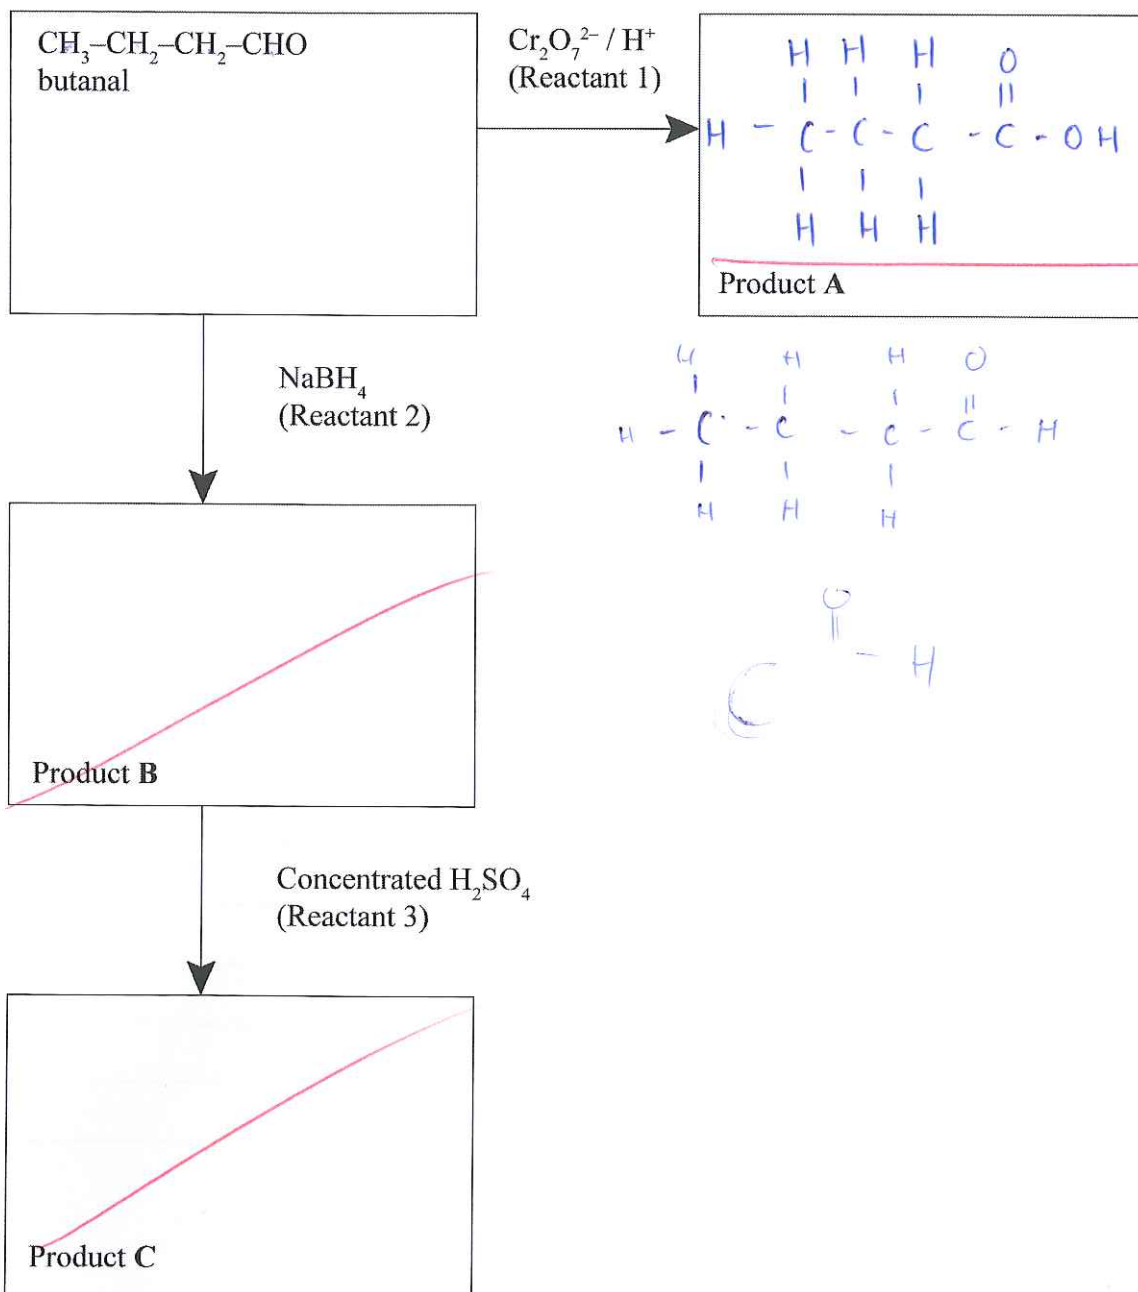 CH₃–CH₂–CH₂–CHO
butanal
Cr₂O₇²⁻ / H⁺
(Reactant 1)
H H H O
| | | ||
H - C - C - C - C - OH
| | |
H H H
Product A
NaBH₄
(Reactant 2)
H H H O
| | | ||
H - C - C - C - C - H
| | |
H H H
O
||
C - H
Product B
Concentrated H₂SO₄
(Reactant 3)
Product C